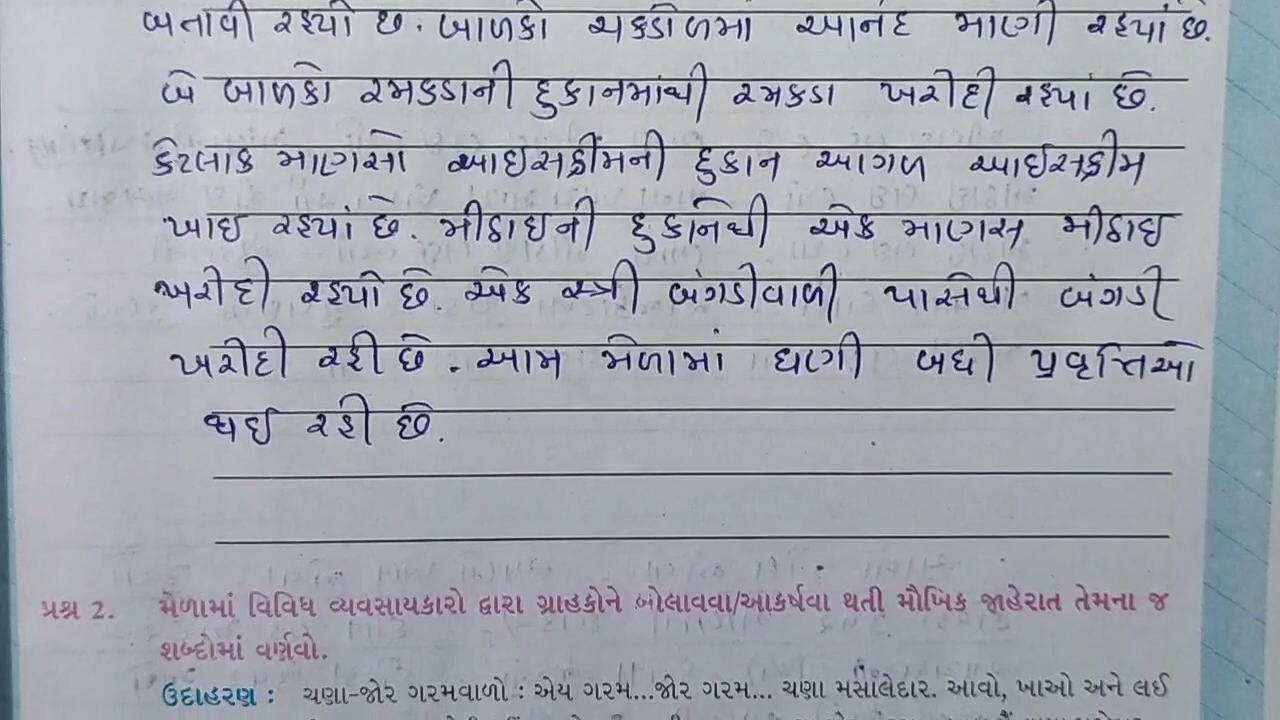 બનાવી રહ્યો છે. બાળકો ચકડોળમા આનંદ માણી રહ્યાં છે.
બે બાળકો રમકડાની દુકાનમાંથી રમકડા ખરીદી રહ્યાં છે.
કેટલાક માણસો આઇસક્રીમની દુકાન આગળ આઇસક્રીમ
ખાઇ રહ્યાં છે. મીઠાઇની દુકાનેથી એક માણસ મીઠાઇ
ખરીદી રહ્યો છે. એક સ્ત્રી બંગડીવાળી પાસેથી બંગડી
ખરીદી રહી છે. આમ મેળામાં ઘણી બધી પ્રવૃત્તિઓ
થઇ રહી છે.
પ્રશ્ન 2. મેળામાં વિવિધ વ્યવસાયકારો દ્વારા ગ્રાહકોને બોલાવવા/આકર્ષવા થતી મૌખિક જાહેરાત તેમના જ
શબ્દોમાં વર્ણવો.
ઉદાહરણ : ચણા-જોર ગરમવાળો : એય ગરમ...જોર ગરમ... ચણા મસાલેદાર. આવો, ખાઓ અને લઈ